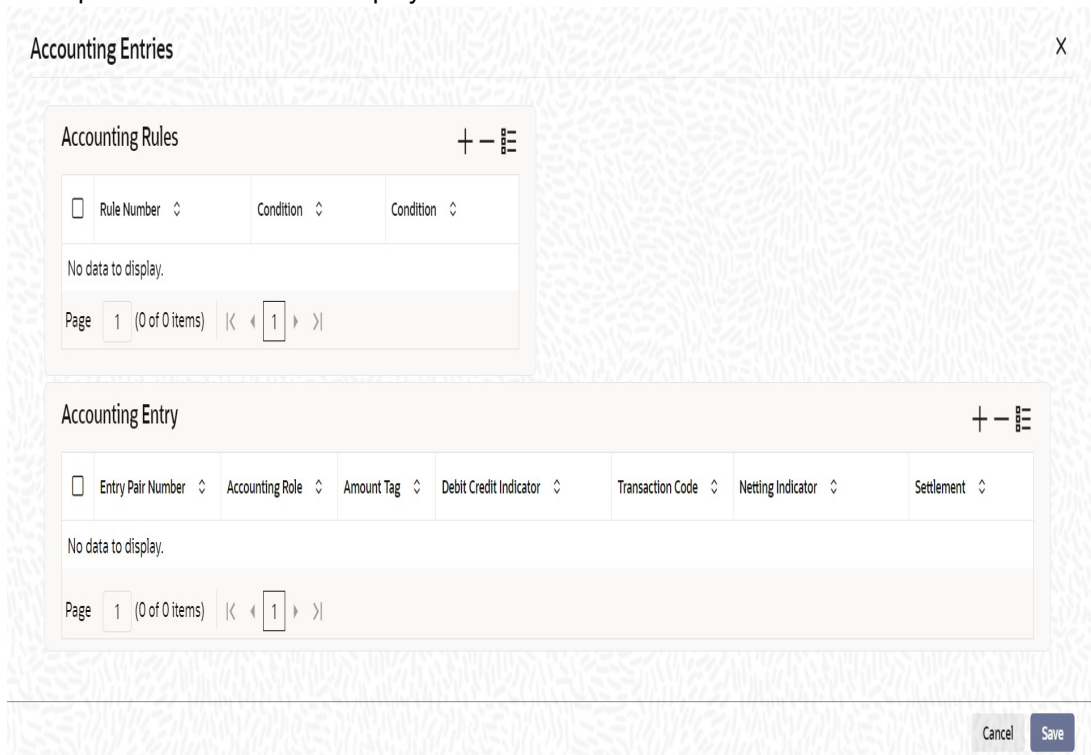 Accounting Entries X
Accounting Rules
Rule Number Condition Condition
No data to display.
Page 1 (0 of 0 items) 1
Accounting Entry
Entry Pair Number Accounting Role Amount Tag Debit Credit Indicator Transaction Code Netting Indicator Settlement
No data to display.
Page 1 (0 of 0 items) 1
Cancel Save